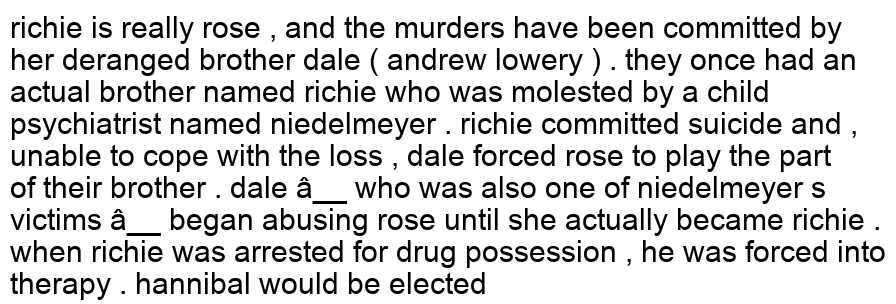 richie is really rose , and the murders have been committed by
her deranged brother dale ( andrew lowery ) . they once had an
actual brother named richie who was molested by a child
psychiatrist named niedelmeyer . richie committed suicide and ,
unable to cope with the loss , dale forced rose to play the part
of their brother . dale â__ who was also one of niedelmeyer s
victims â__ began abusing rose until she actually became richie .
when richie was arrested for drug possession , he was forced into
therapy . hannibal would be elected